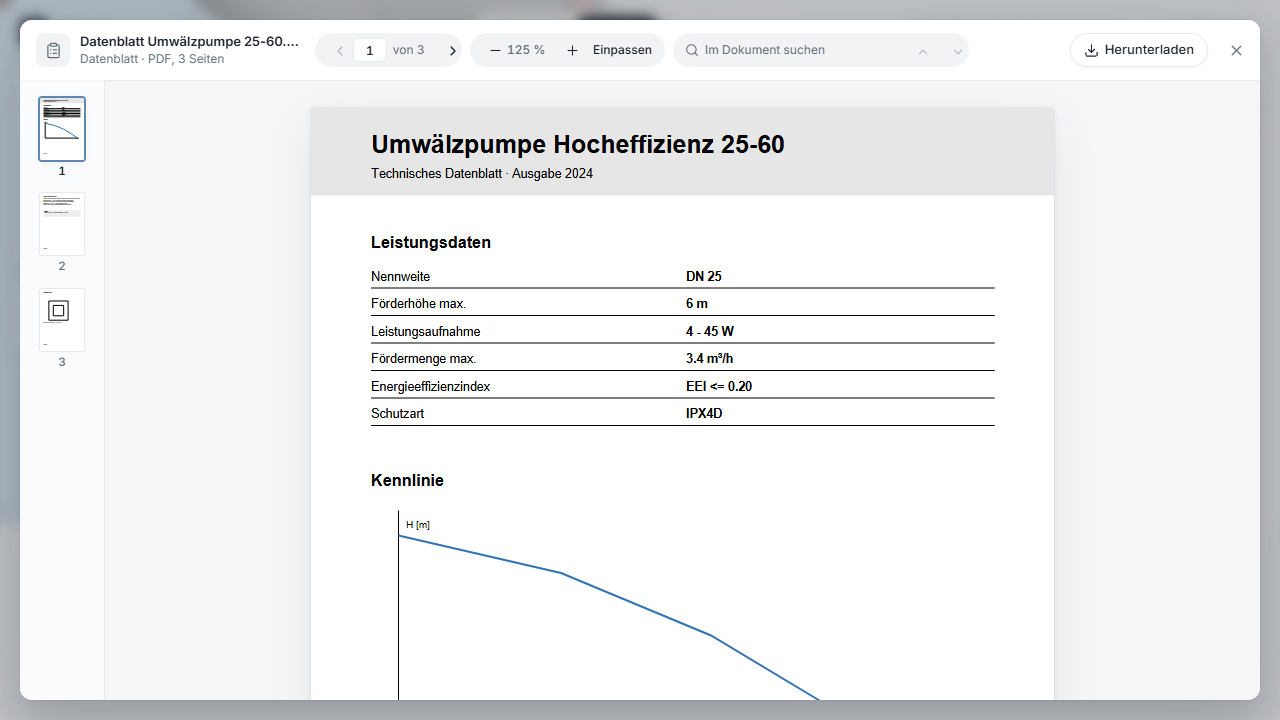 Datenblatt Umwälzpumpe 25-60....
Datenblatt · PDF, 3 Seiten
1 von 3
125 %
Einpassen
Im Dokument suchen
Herunterladen
1
2
3
Umwälzpumpe Hocheffizienz 25-60
Technisches Datenblatt · Ausgabe 2024
Leistungsdaten
Nennweite DN 25
Förderhöhe max. 6 m
Leistungsaufnahme 4 - 45 W
Fördermenge max. 3.4 m³/h
Energieeffizienzindex EEI <= 0.20
Schutzart IPX4D
Kennlinie
H [m]